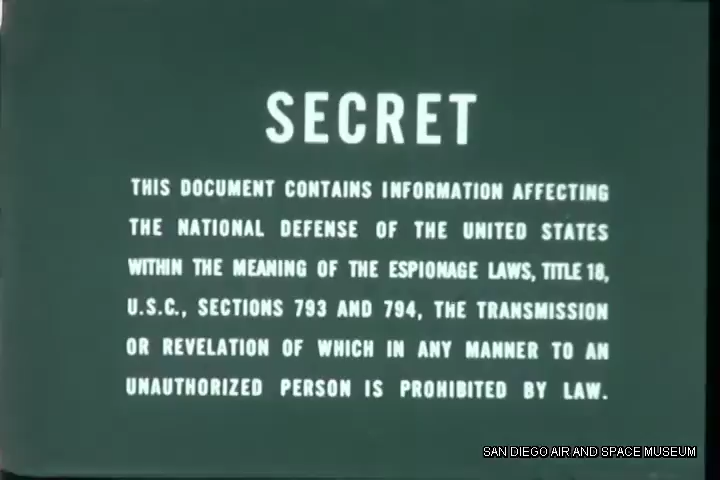 SECRET
THIS DOCUMENT CONTAINS INFORMATION AFFECTING
THE NATIONAL DEFENSE OF THE UNITED STATES
WITHIN THE MEANING OF THE ESPIONAGE LAWS, TITLE 18,
U.S.C., SECTIONS 793 AND 794, THE TRANSMISSION
OR REVELATION OF WHICH IN ANY MANNER TO AN
UNAUTHORIZED PERSON IS PROHIBITED BY LAW.
SAN DIEGO AIR AND SPACE MUSEUM